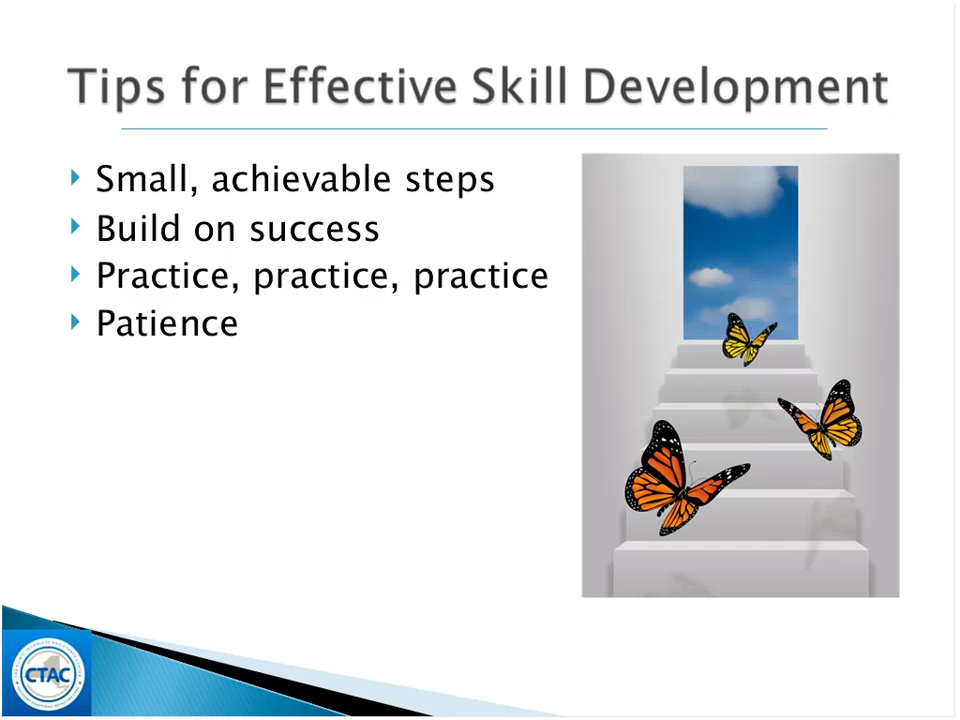 Tips for Effective Skill Development
Small, achievable steps
Build on success
Practice, practice, practice
Patience
CTAC